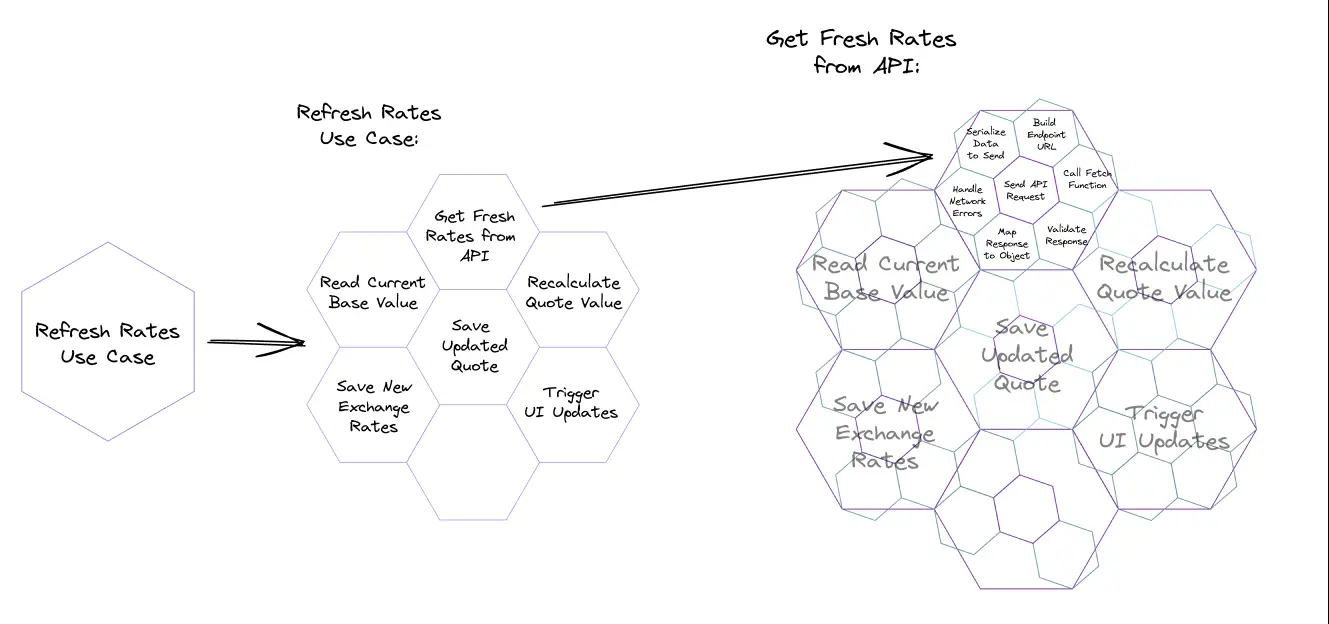 Get Fresh Rates
from API:
Refresh Rates
Use Case:
Refresh Rates
Use Case
Get Fresh
Rates from
API
Read Current
Base Value
Recalculate
Quote Value
Save
Updated
Quote
Save New
Exchange
Rates
Trigger
UI Updates
Serialize
Data
to Send
Build
Endpoint
URL
Handle
Network
Errors
Send API
Request
Call Fetch
Function
Map
Response
to Object
Validate
Response
Read Current
Base Value
Recalculate
Quote Value
Save
Updated
Quote
Save New
Exchange
Rates
Trigger
UI Updates